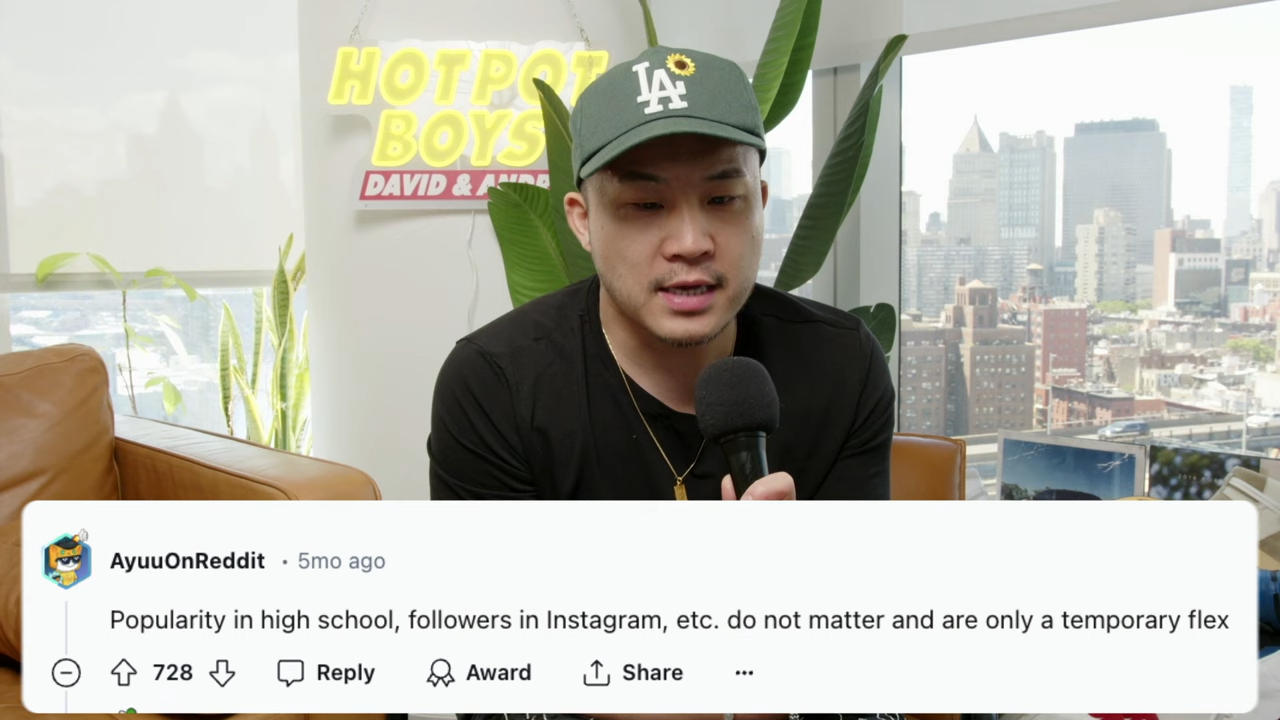 HOTPOT
BOYS
DAVID &
LA
AyuuOnReddit · 5mo ago
Popularity in high school, followers in Instagram, etc. do not matter and are only a temporary flex
728 Reply Award Share ...